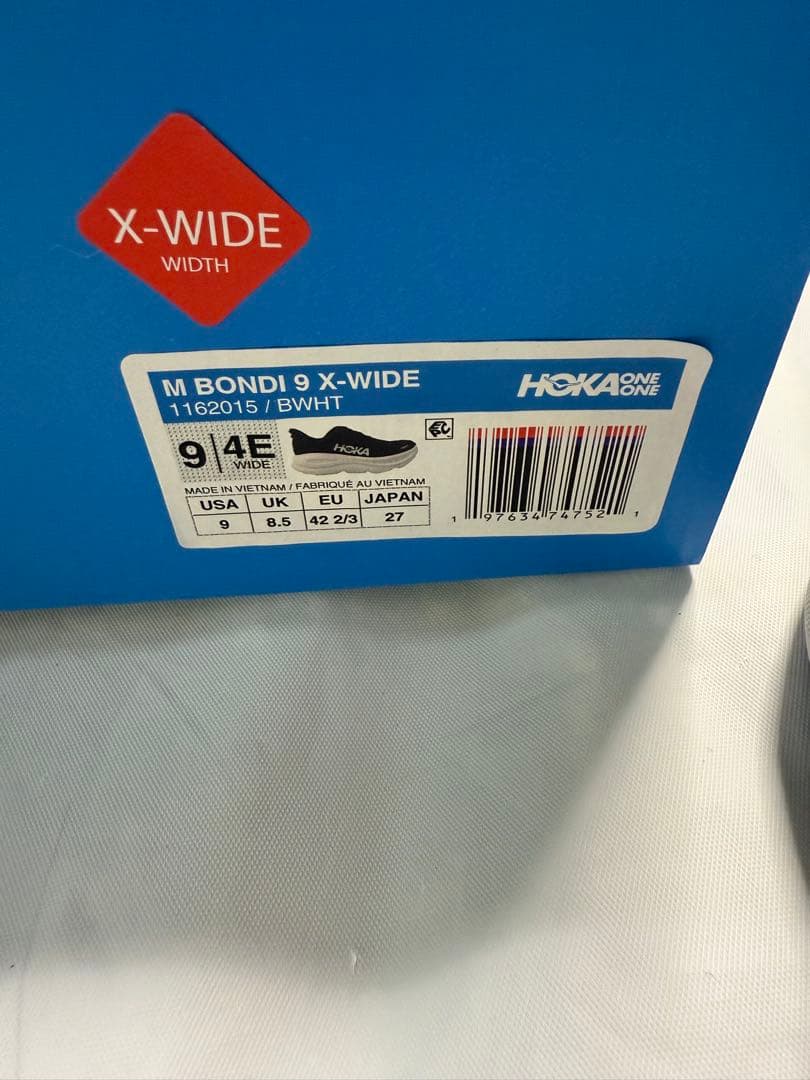 X-WIDE
WIDTH
M BONDI 9 X-WIDE
1162015 / BWHT
HOKA ONE ONE
9 | 4E WIDE
HOKA
MADE IN VIETNAM / FABRIQUÉ AU VIETNAM
USA UK EU JAPAN
9 8.5 42 2/3 27
1 97634 74752 1